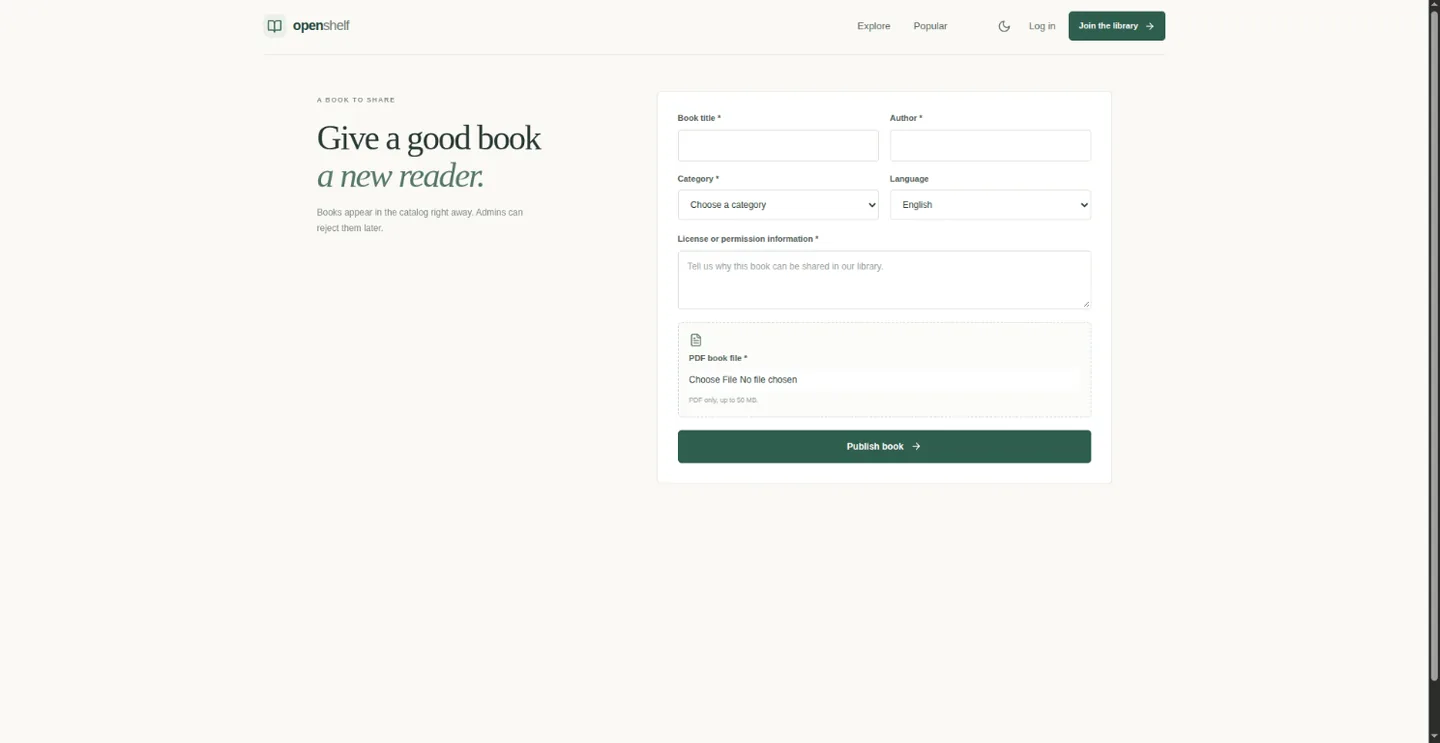 openshelf
Explore
Popular
Log in
Join the library
A BOOK TO SHARE
Give a good book
a new reader.
Books appear in the catalog right away. Admins can
reject them later.
Book title *
Author *
Category *
Language
Choose a category
English
License or permission information *
Tell us why this book can be shared in our library.
PDF book file *
Choose File No file chosen
PDF only, up to 50 MB.
Publish book